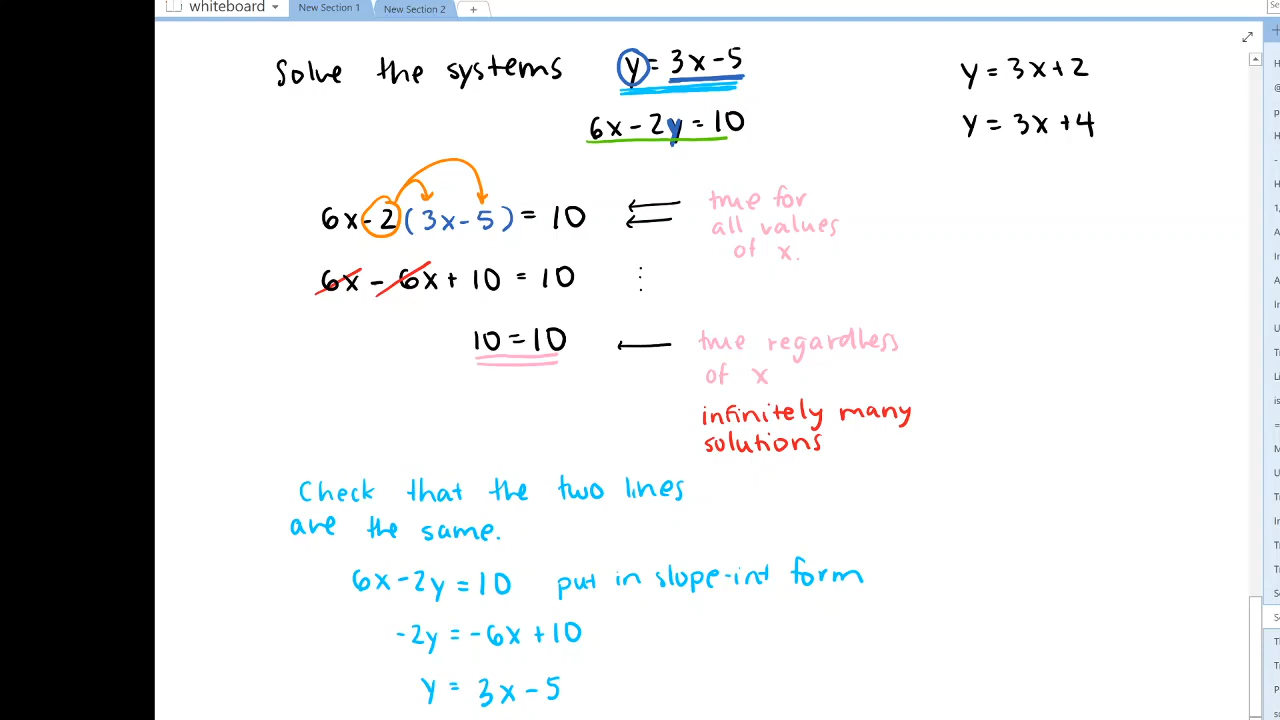 whiteboard
New Section 1
New Section 2
+
Solve the systems y = 3x - 5
6x - 2y = 10
y = 3x + 2
y = 3x + 4
6x - 2 (3x - 5) = 10
true for
all values
of x.
6x - 6x + 10 = 10
10 = 10
true regardless
of x
infinitely many
solutions
Check that the two lines
are the same.
6x - 2y = 10 put in slope-int form
-2y = -6x + 10
y = 3x - 5